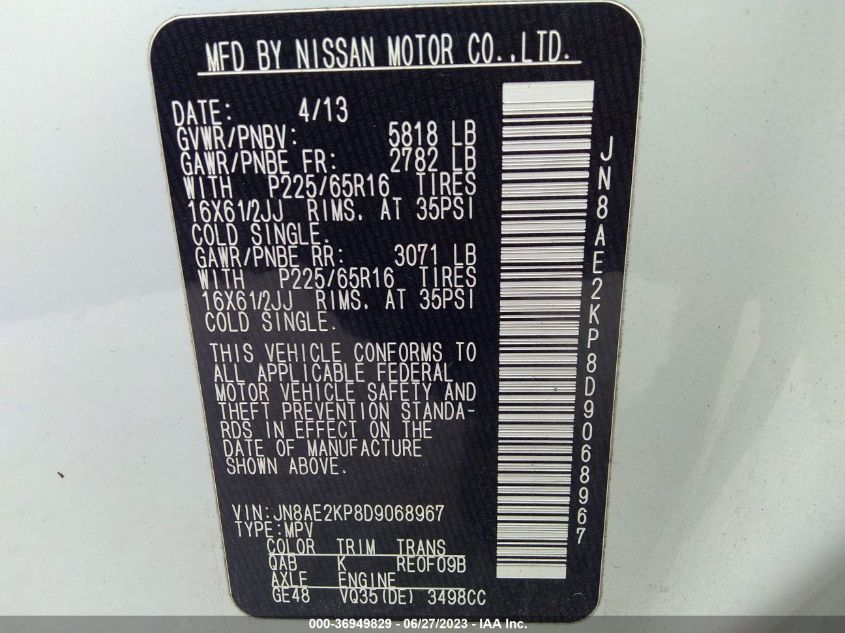 MFD BY NISSAN MOTOR CO.,LTD.
DATE: 4/13
GVWR/PNBV: 5818 LB
GAWR/PNBE FR: 2782 LB
WITH P225/65R16 TIRES
16X61/2JJ RIMS. AT 35PSI
COLD SINGLE.
GAWR/PNBE RR: 3071 LB
WITH P225/65R16 TIRES
16X61/2JJ RIMS. AT 35PSI
COLD SINGLE.
THIS VEHICLE CONFORMS TO
ALL APPLICABLE FEDERAL
MOTOR VEHICLE SAFETY AND
THEFT PREVENTION STANDA-
RDS IN EFFECT ON THE
DATE OF MANUFACTURE
SHOWN ABOVE.
VIN:JN8AE2KP8D9068967
TYPE:MPV
COLOR TRIM TRANS
QAB K RE0F09B
AXLE ENGINE
GE48 VQ35(DE) 3498CC
JN8AE2KP8D9068967
000-36949829 - 06/27/2023 - IAA Inc.